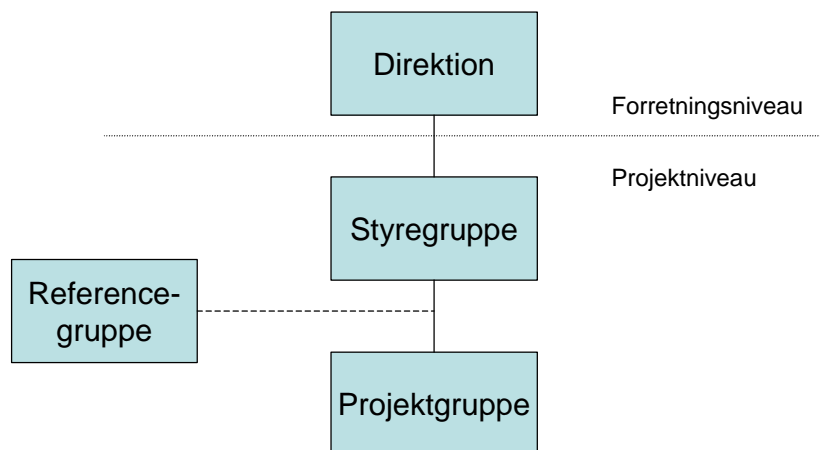 Direktion
Forretningsniveau
Projektniveau
Styregruppe
Reference-
gruppe
Projektgruppe